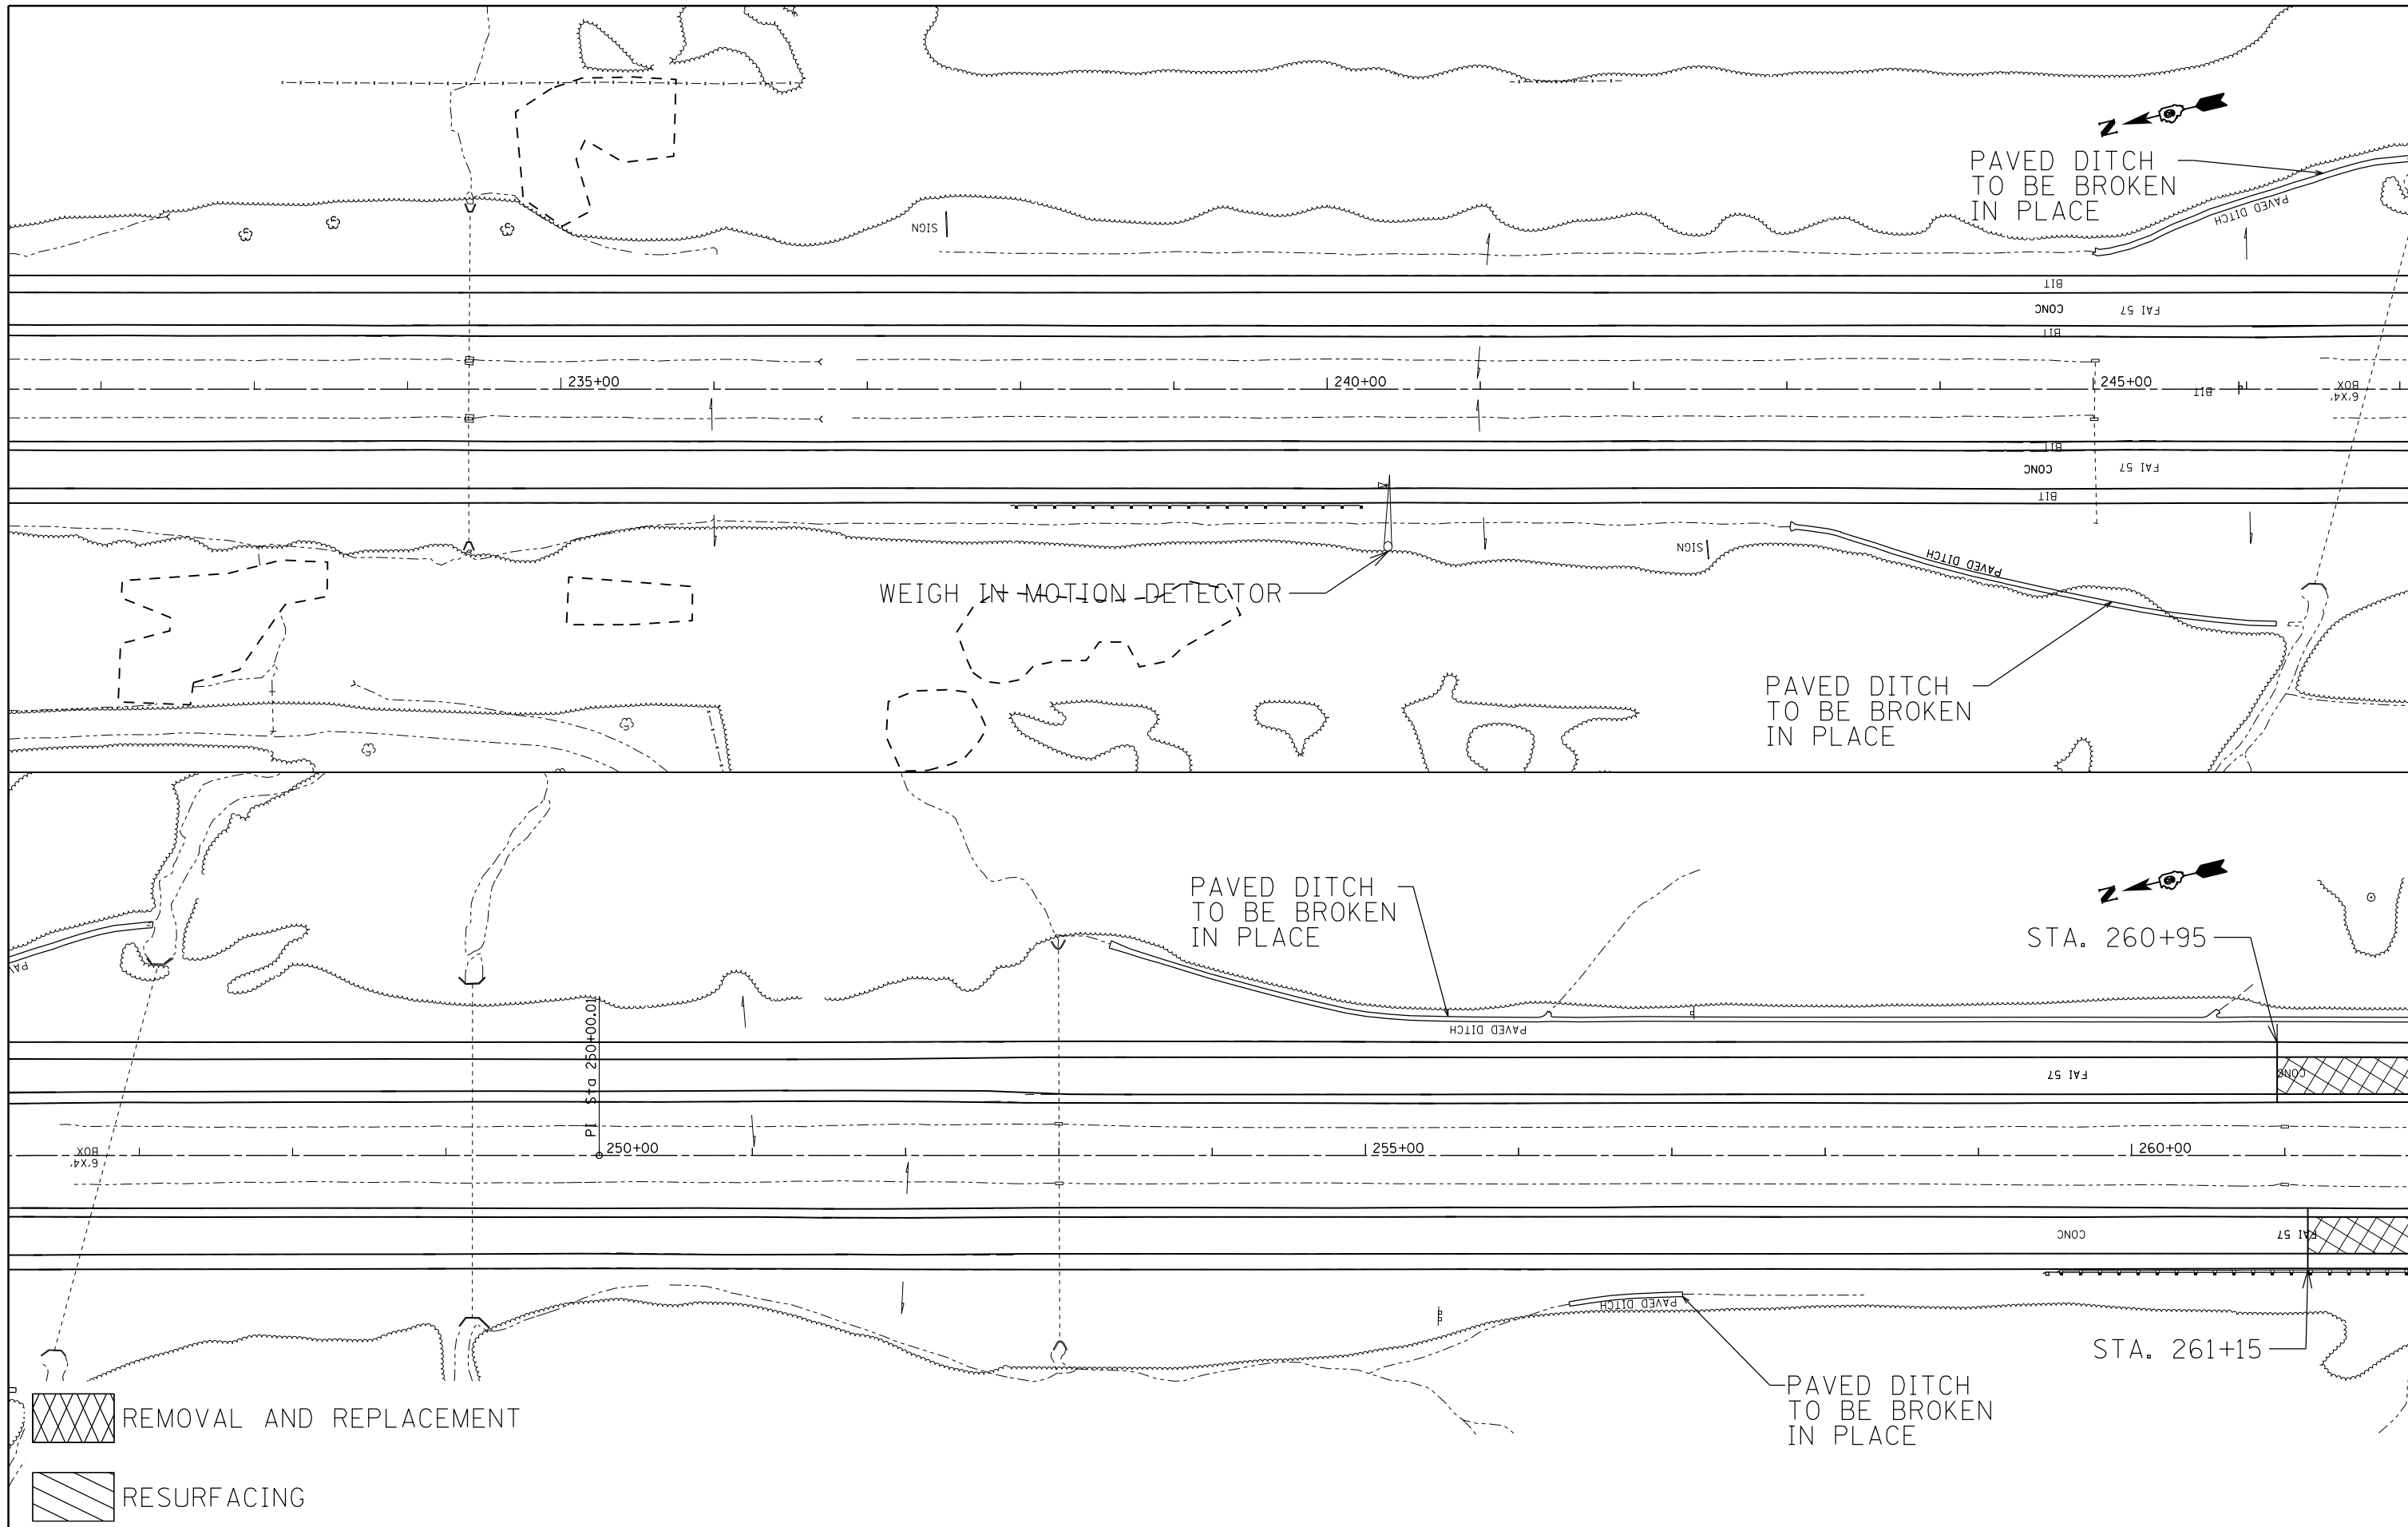 N
PAVED DITCH
TO BE BROKEN
IN PLACE
PAVED DITCH
SIGN
BIT
CONC FAI 57
BIT
235+00 240+00 245+00
BIT
6'X4'
BOX
BIT
CONC FAI 57
BIT
SIGN
PAVED DITCH
WEIGH IN MOTION DETECTOR
PAVED DITCH
TO BE BROKEN
IN PLACE
N
PAVED DITCH
TO BE BROKEN
IN PLACE
STA. 260+95
PAV
PI Sta 250+00.01
PAVED DITCH
FAI 57
CONC
6'X4'
BOX
250+00 255+00 260+00
CONC
FAI 57
PAVED DITCH
STA. 261+15
PAVED DITCH
TO BE BROKEN
IN PLACE
REMOVAL AND REPLACEMENT
RESURFACING